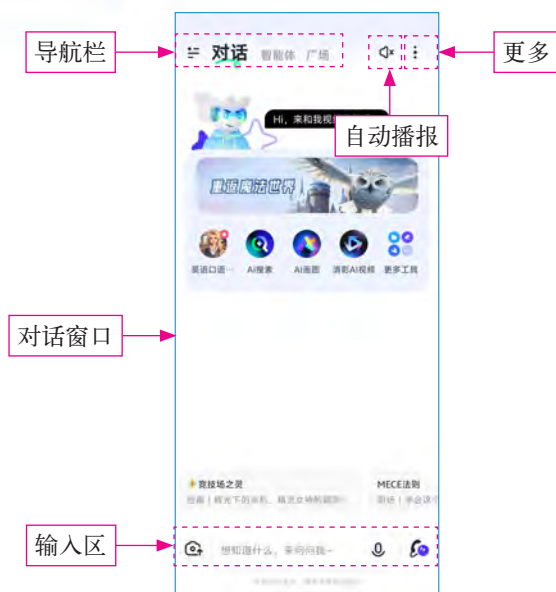 导航栏
对话 智能体 广场
更多
Hi，来和我视
自动播报
重返魔法世界
英语口语…
AI搜索
AI画图
清影AI视频
更多工具
对话窗口
竞技场之灵
MECE法则
输入区
想知道什么，来问问我~